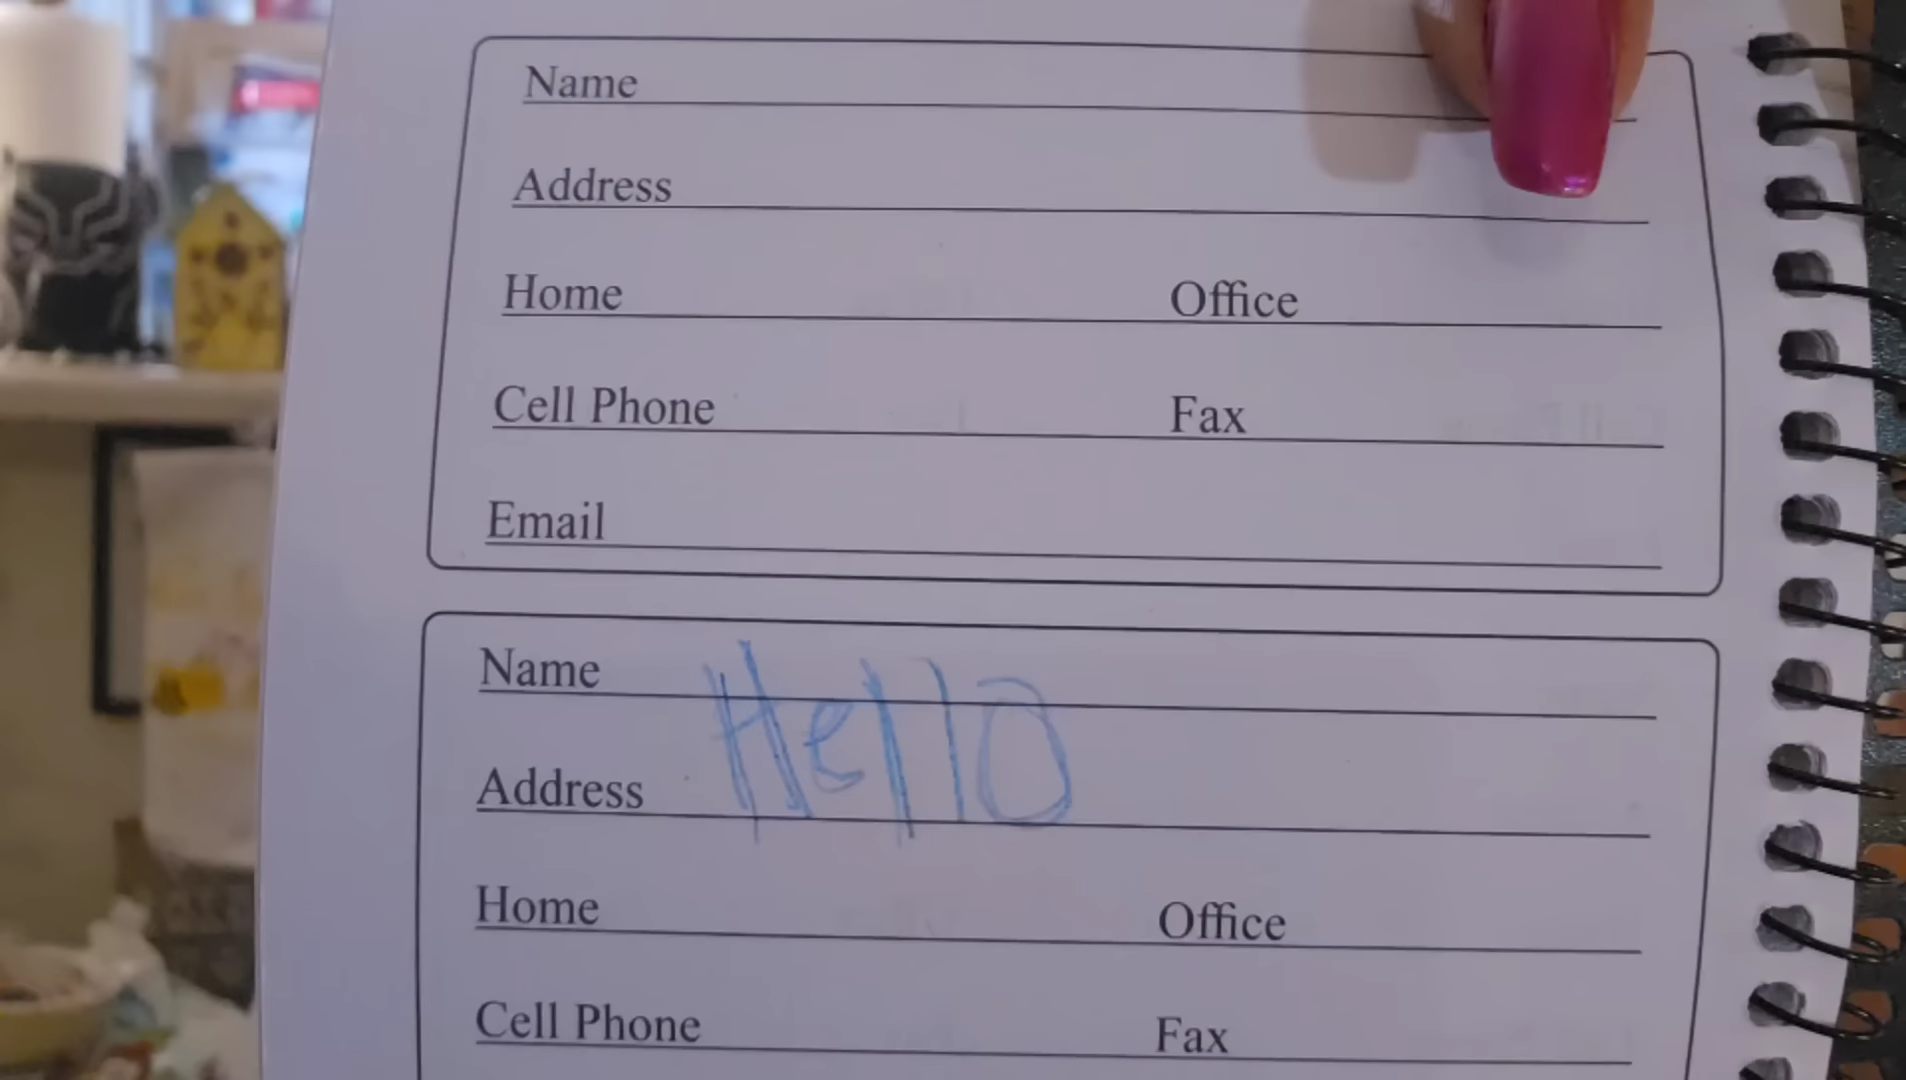 Name
Address
Home Office
Cell Phone Fax
Email
Name
Hello
Address
Home Office
Cell Phone Fax